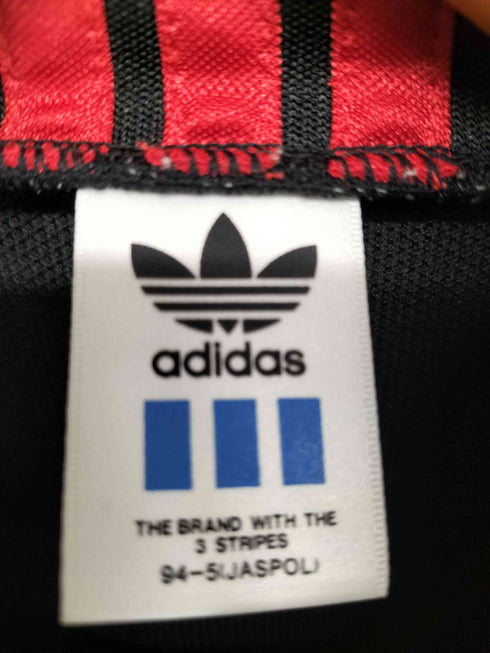 adidas
THE BRAND WITH THE
3 STRIPES
94-5(JASPOL)